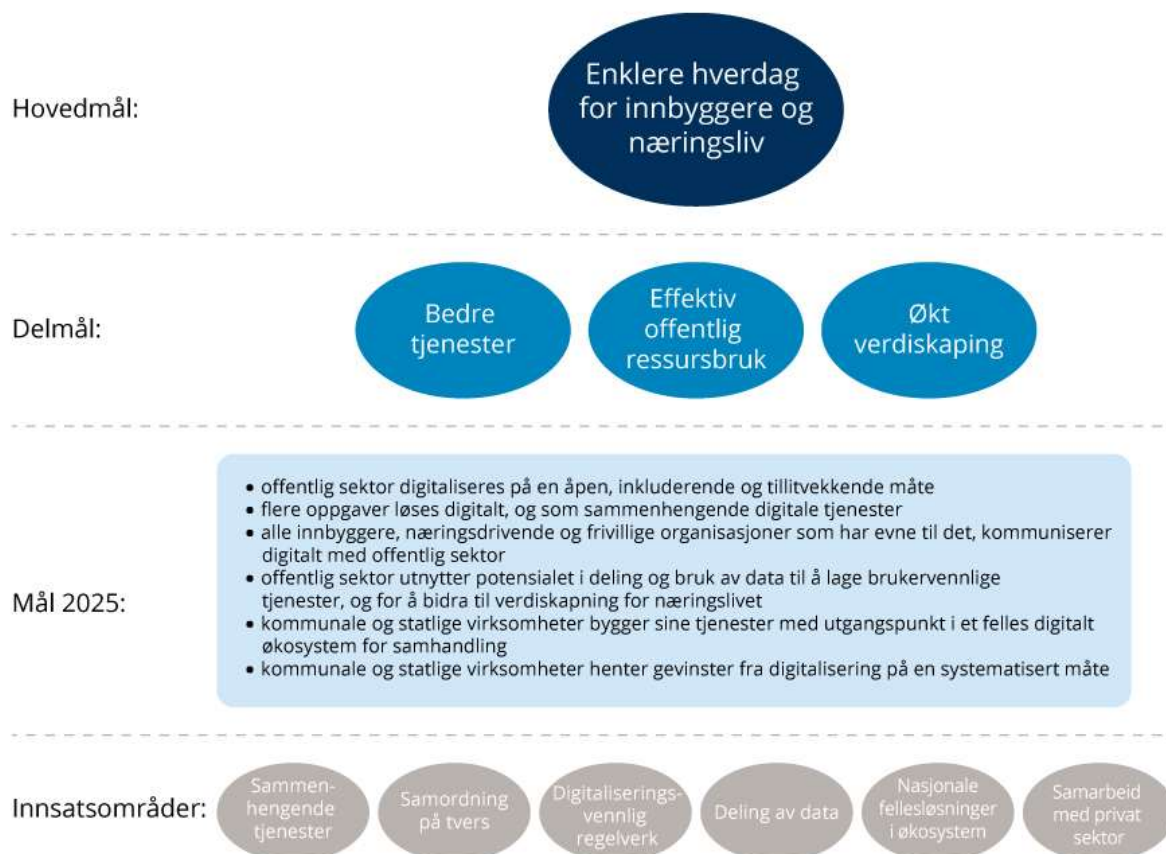 Hovedmål:
Enklere hverdag
for innbyggere og
næringsliv
Delmål:
Bedre
tjenester
Effektiv
offentlig
ressursbruk
Økt
verdiskaping
Mål 2025:
• offentlig sektor digitaliseres på en åpen, inkluderende og tillitvekkende måte
• flere oppgaver løses digitalt, og som sammenhengende digitale tjenester
• alle innbyggere, næringsdrivende og frivillige organisasjoner som har evne til det, kommuniserer
digitalt med offentlig sektor
• offentlig sektor utnytter potensialet i deling og bruk av data til å lage brukervennlige
tjenester, og for å bidra til verdiskapning for næringslivet
• kommunale og statlige virksomheter bygger sine tjenester med utgangspunkt i et felles digitalt
økosystem for samhandling
• kommunale og statlige virksomheter henter gevinster fra digitalisering på en systematisert måte
Innsatsområder:
Sammen-
hengende
tjenester
Samordning
på tvers
Digitaliserings-
vennlig
regelverk
Deling av data
Nasjonale
fellesløsninger
i økosystem
Samarbeid
med privat
sektor